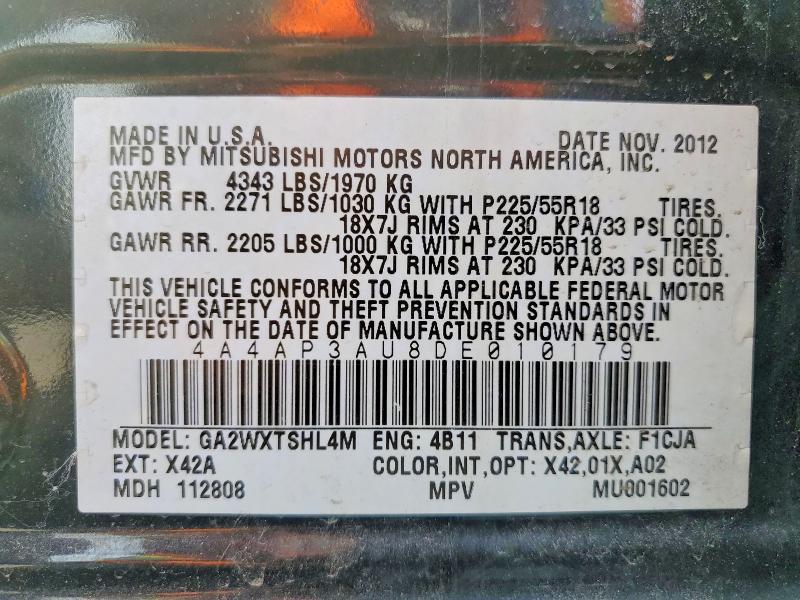 MADE IN U.S.A. DATE NOV. 2012
MFD BY MITSUBISHI MOTORS NORTH AMERICA, INC.
GVWR 4343 LBS/1970 KG
GAWR FR. 2271 LBS/1030 KG WITH P225/55R18 TIRES.
18X7J RIMS AT 230 KPA/33 PSI COLD.
GAWR RR. 2205 LBS/1000 KG WITH P225/55R18 TIRES.
18X7J RIMS AT 230 KPA/33 PSI COLD.
THIS VEHICLE CONFORMS TO ALL APPLICABLE FEDERAL MOTOR
VEHICLE SAFETY AND THEFT PREVENTION STANDARDS IN
EFFECT ON THE DATE OF MANUFACTURE SHOWN ABOVE.
4A4AP3AU8DE010179
MODEL: GA2WXTSHL4M ENG: 4B11 TRANS,AXLE: F1CJA
EXT: X42A COLOR,INT,OPT: X42,01X,A02
MDH 112808 MPV MU001602